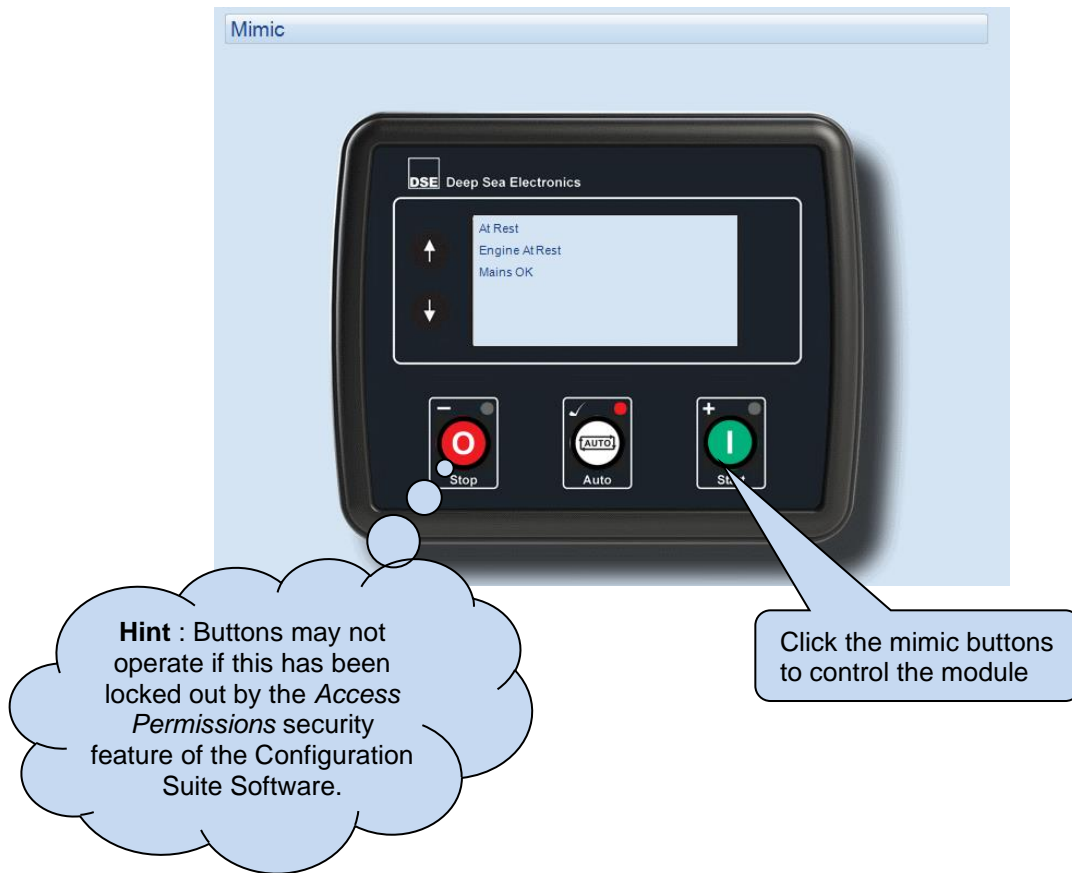 Mimic
DSE Deep Sea Electronics
At Rest
Engine At Rest
Mains OK
O
AUTO
I
Stop
Auto
Start
Hint : Buttons may not
operate if this has been
locked out by the Access
Permissions security
feature of the Configuration
Suite Software.
Click the mimic buttons
to control the module